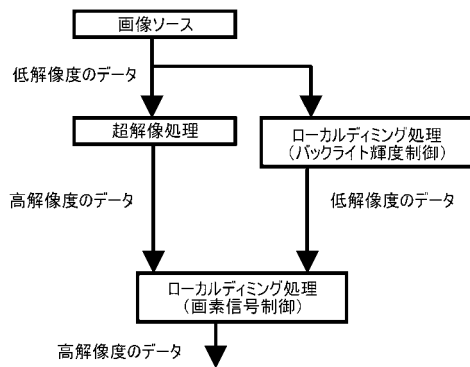 画像ソース
低解像度のデータ
超解像処理
ローカルディミング処理
(バックライト輝度制御)
高解像度のデータ
低解像度のデータ
ローカルディミング処理
(画素信号制御)
高解像度のデータ